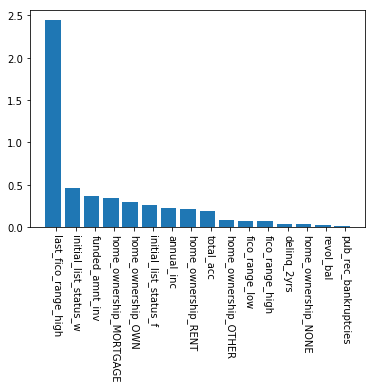 2.5
2.0
1.5
1.0
0.5
0.0
last_fico_range_high
initial_list_status_w
funded_amnt_inv
home_ownership_MORTGAGE
home_ownership_OWN
initial_list_status_f
annual_inc
home_ownership_RENT
total_acc
home_ownership_OTHER
fico_range_low
fico_range_high
delinq_2yrs
home_ownership_NONE
revol_bal
pub_rec_bankruptcies